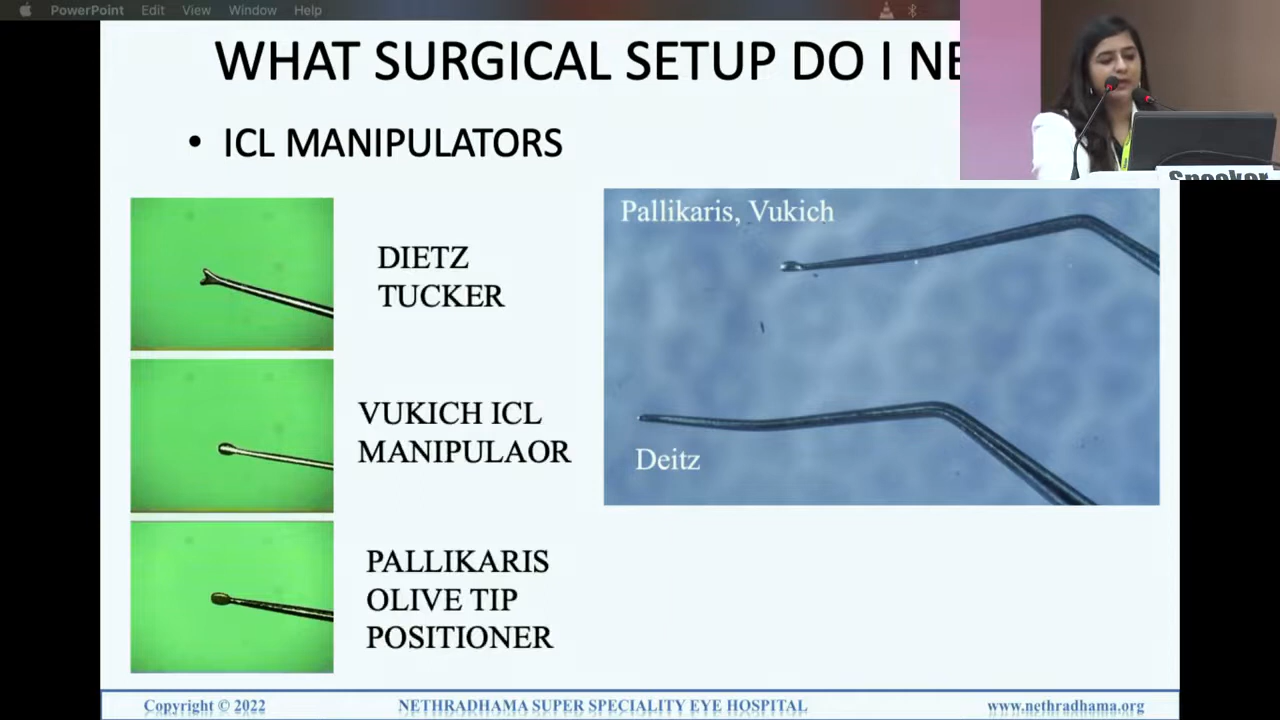 PowerPoint Edit View Window Help
WHAT SURGICAL SETUP DO I
• ICL MANIPULATORS
DIETZ
TUCKER
VUKICH ICL
MANIPULAOR
PALLIKARIS
OLIVE TIP
POSITIONER
Pallikaris, Vukich
Deitz
Speaker
Copyright © 2022 NETHRADHAMA SUPER SPECIALITY EYE HOSPITAL www.nethradhama.org